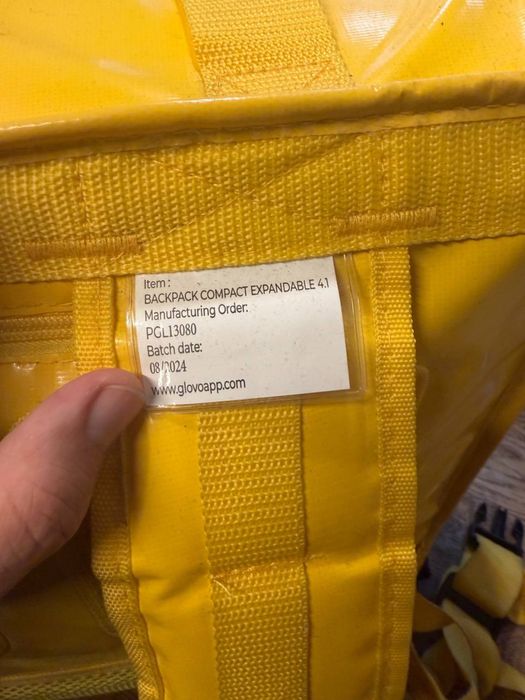 Item :
BACKPACK COMPACT EXPANDABLE 4.1
Manufacturing Order:
PGL13080
Batch date:
08/2024
www.glovoapp.com